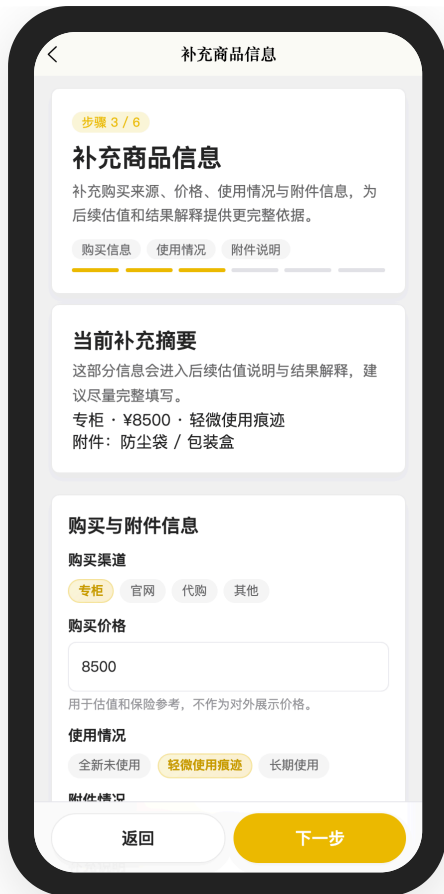 补充商品信息
步骤 3 / 6
补充商品信息
补充购买来源、价格、使用情况与附件信息，为
后续估值和结果解释提供更完整依据。
购买信息 使用情况 附件说明
当前补充摘要
这部分信息会进入后续估值说明与结果解释，建
议尽量完整填写。
专柜 · ¥8500 · 轻微使用痕迹
附件：防尘袋 / 包装盒
购买与附件信息
购买渠道
专柜 官网 代购 其他
购买价格
8500
用于估值和保险参考，不作为对外展示价格。
使用情况
全新未使用 轻微使用痕迹 长期使用
附件情况
返回 下一步